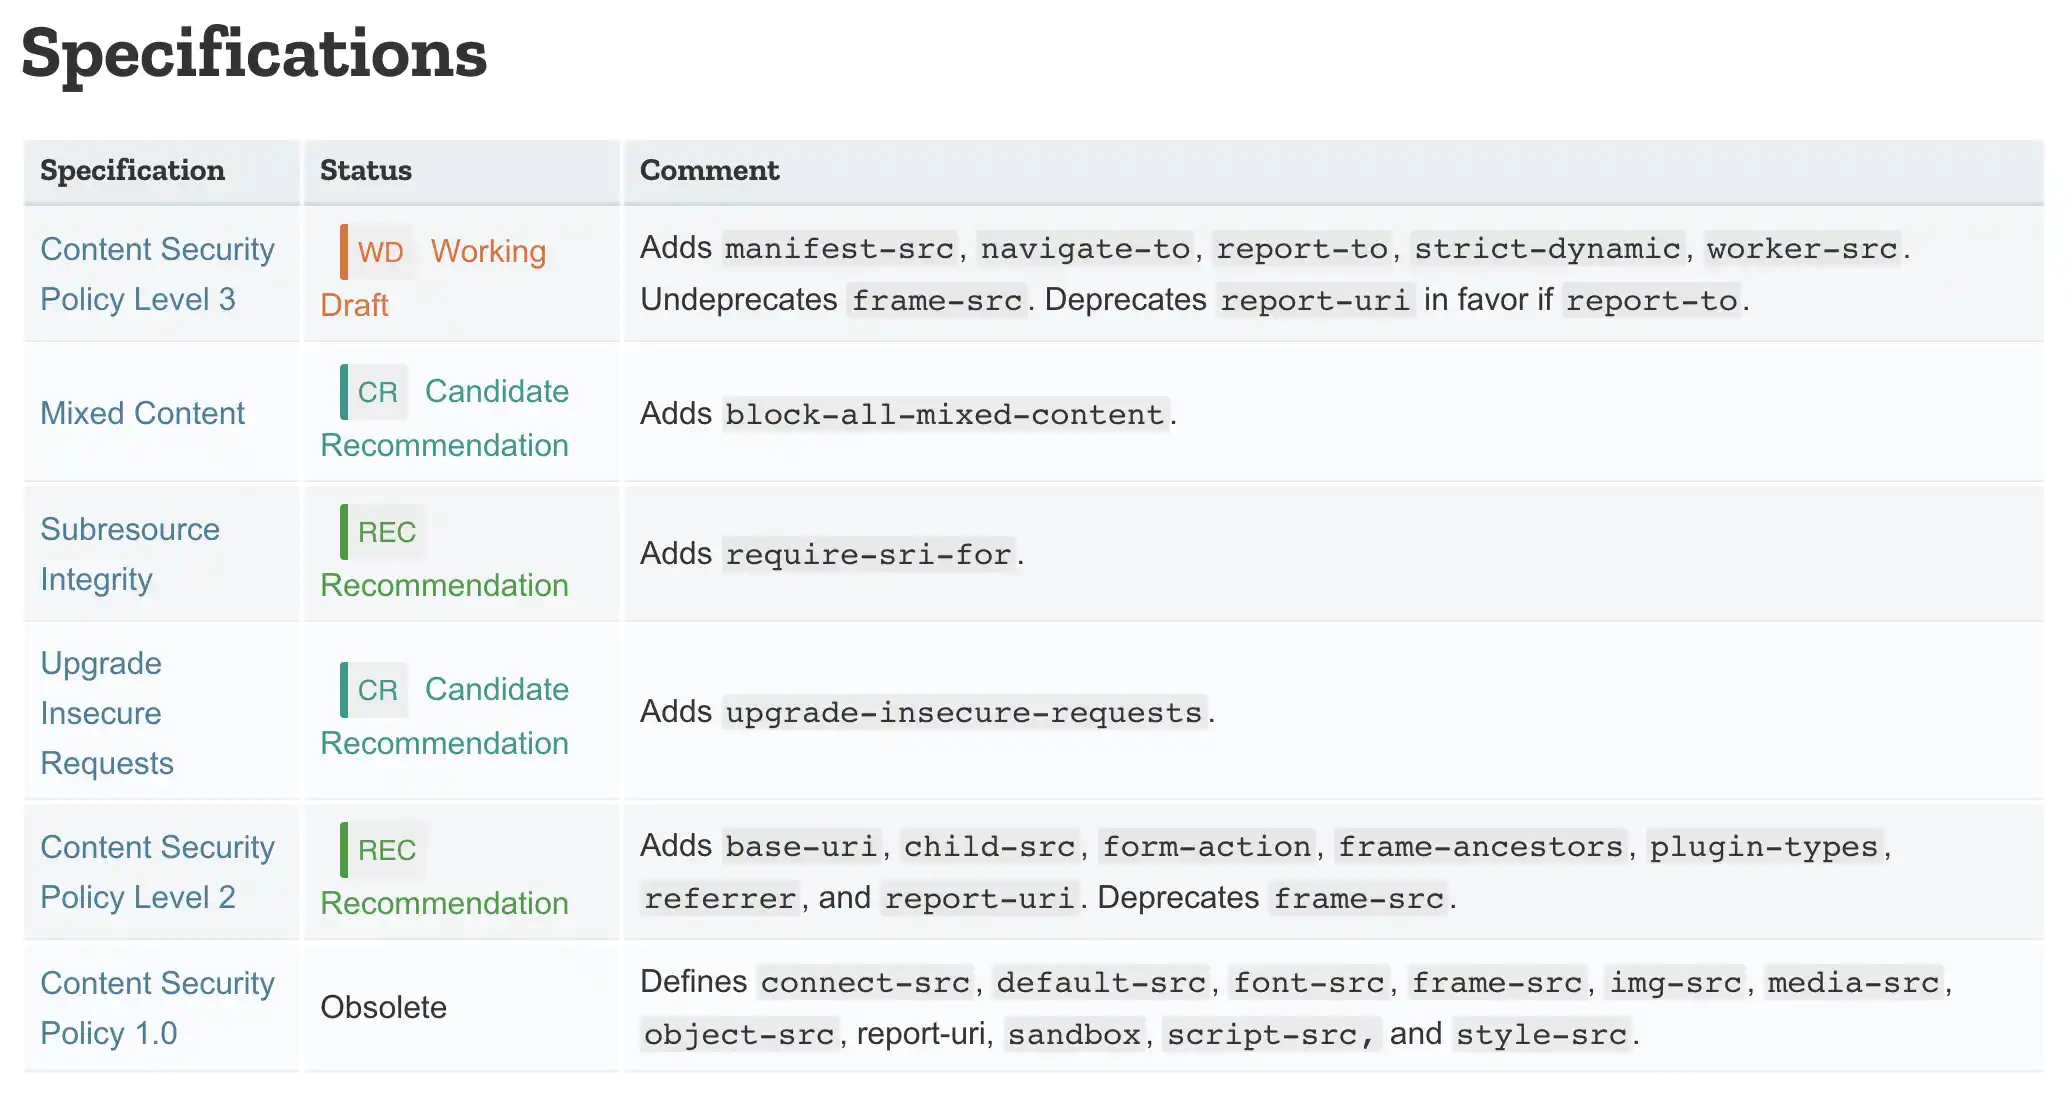 Specifications
Specification Status Comment
Content Security Policy Level 3
WD Working Draft
Adds manifest-src, navigate-to, report-to, strict-dynamic, worker-src.
Undeprecates frame-src. Deprecates report-uri in favor if report-to.
Mixed Content
CR Candidate Recommendation
Adds block-all-mixed-content.
Subresource Integrity
REC Recommendation
Adds require-sri-for.
Upgrade Insecure Requests
CR Candidate Recommendation
Adds upgrade-insecure-requests.
Content Security Policy Level 2
REC Recommendation
Adds base-uri, child-src, form-action, frame-ancestors, plugin-types,
referrer, and report-uri. Deprecates frame-src.
Content Security Policy 1.0
Obsolete
Defines connect-src, default-src, font-src, frame-src, img-src, media-src,
object-src, report-uri, sandbox, script-src, and style-src.